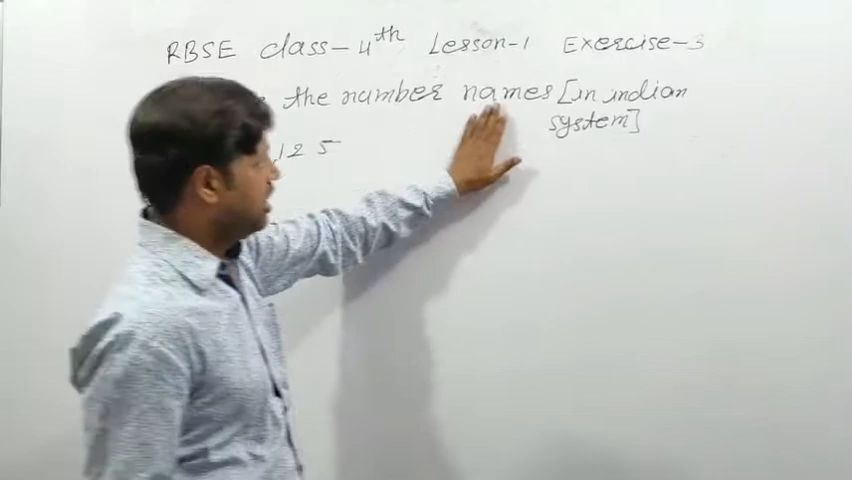 RBSE class-4th Lesson-1 Exercise-3
the number names [in indian
system]
,125